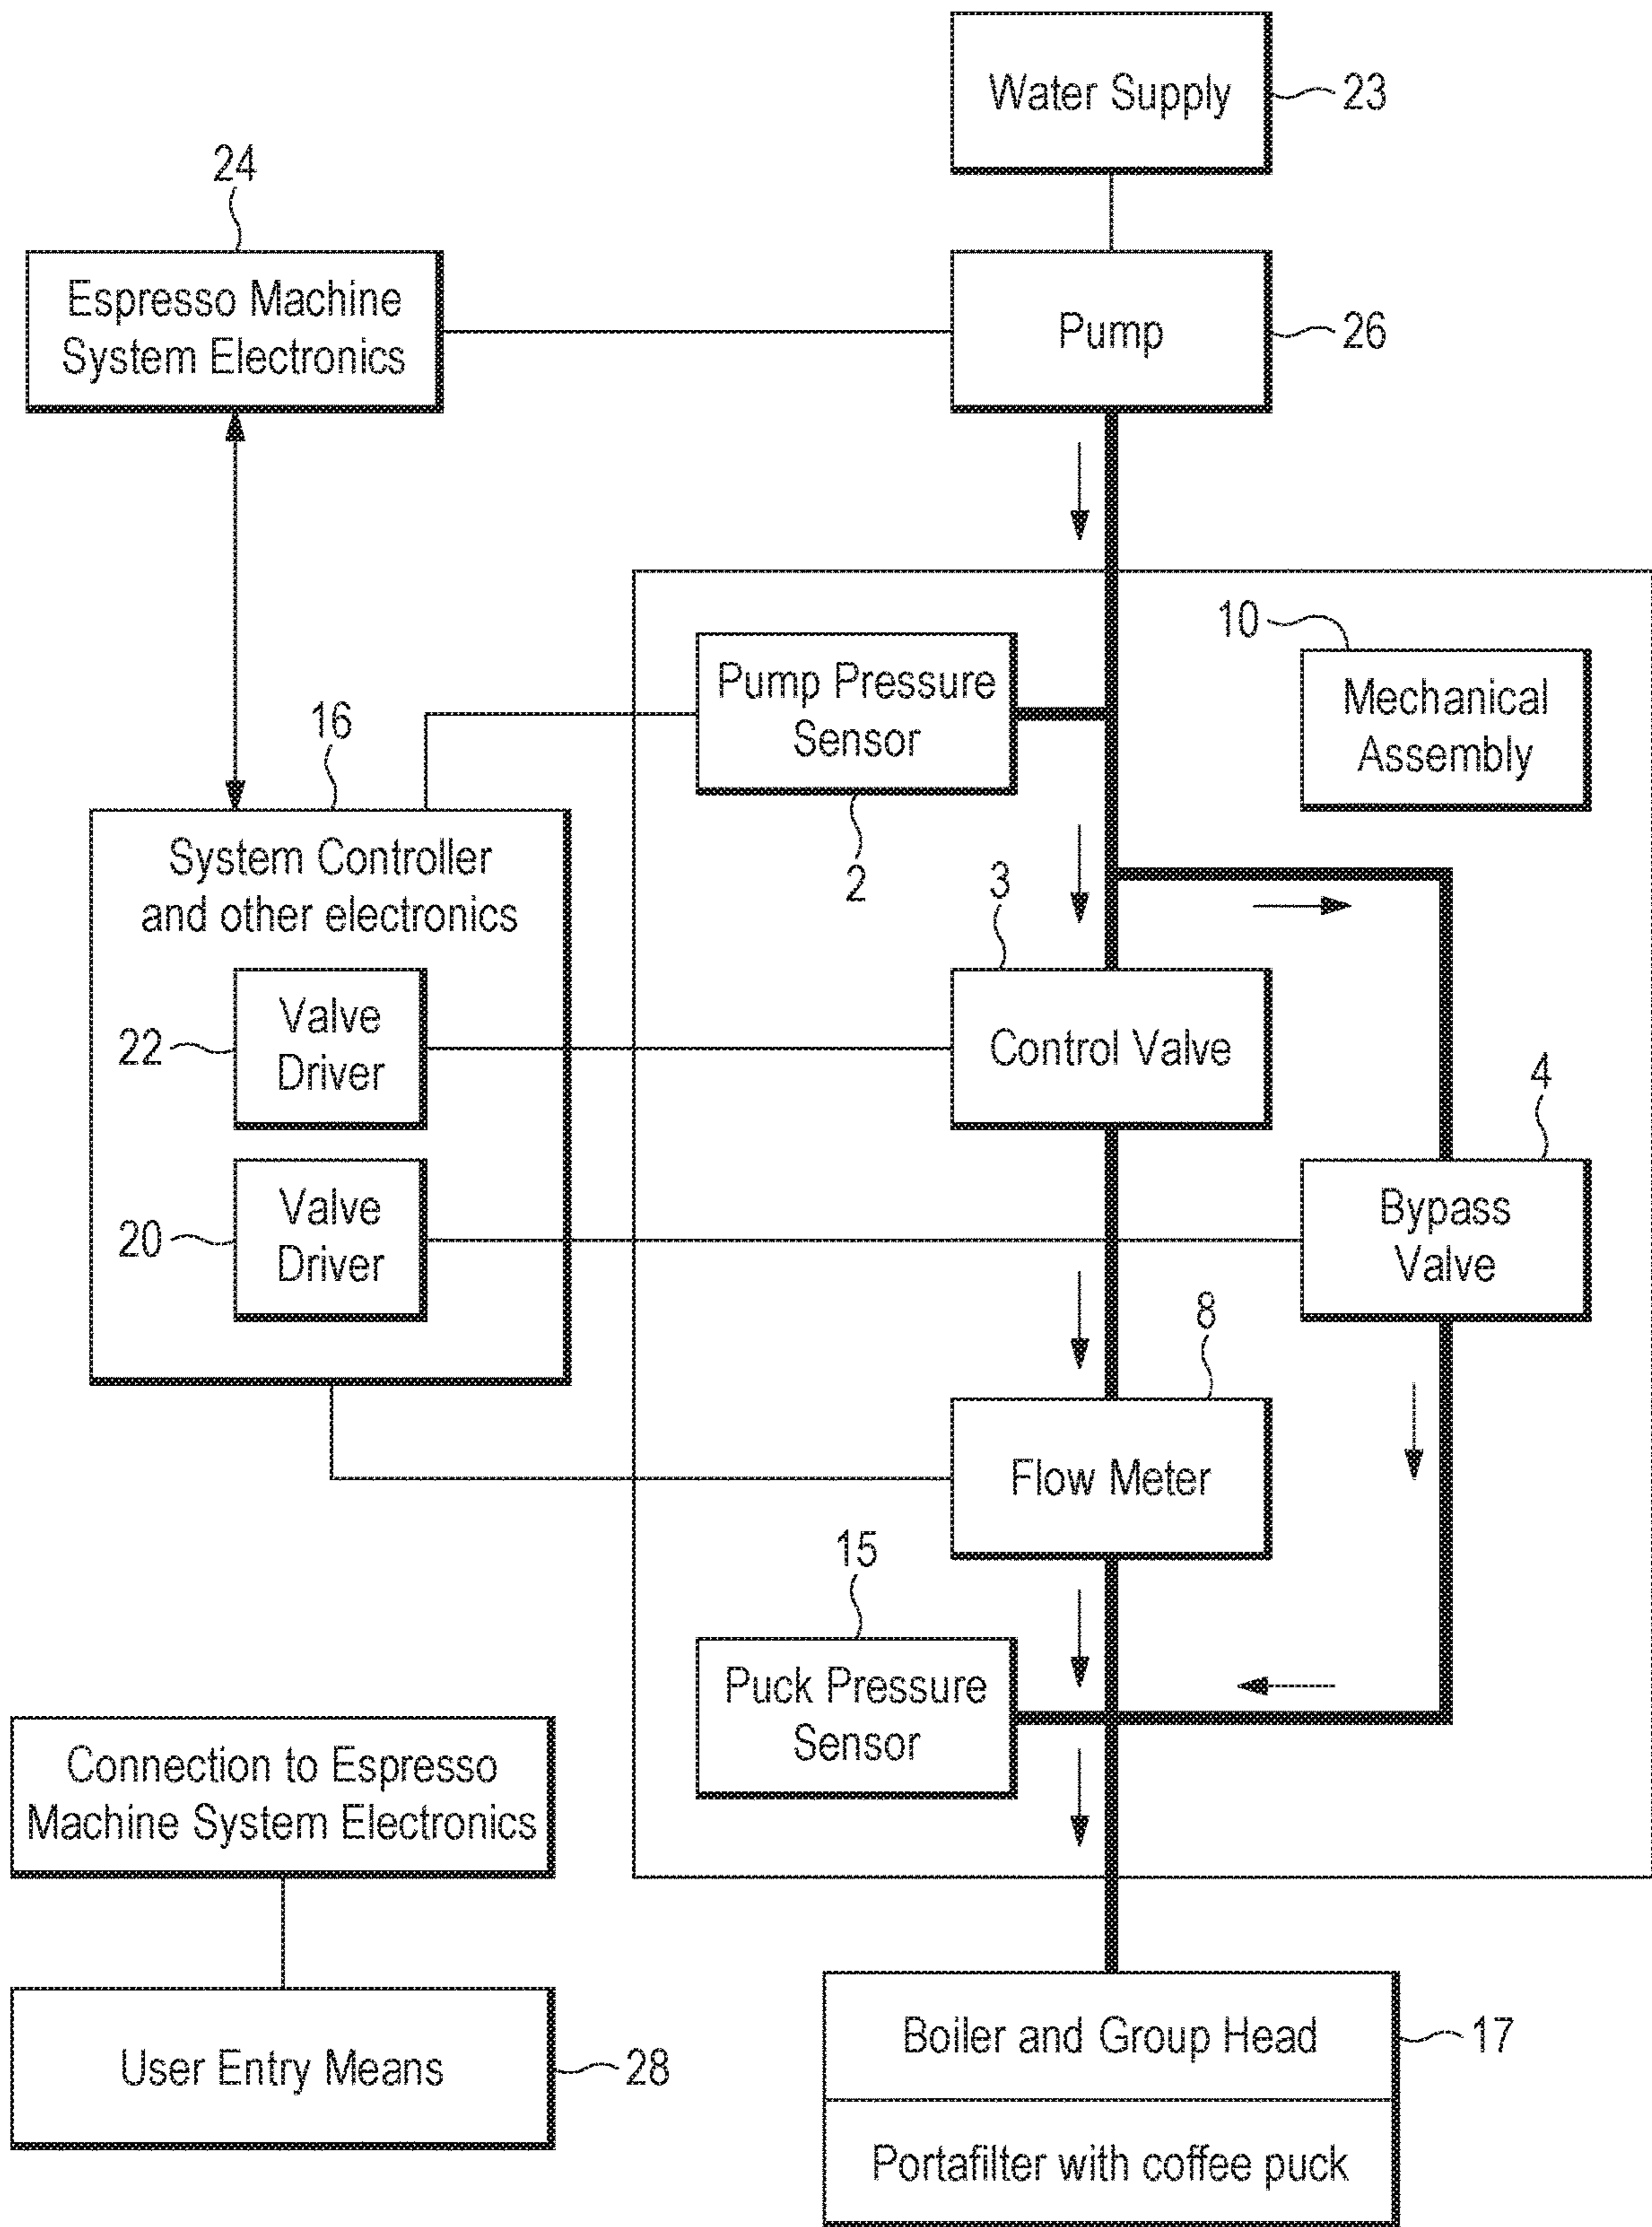 Water Supply
23
24
Espresso Machine
System Electronics
Pump
26
10
Pump Pressure
Sensor
Mechanical
Assembly
16
2
System Controller
and other electronics
3
Valve
Driver
22
Control Valve
4
Valve
Driver
20
Bypass
Valve
8
Flow Meter
15
Puck Pressure
Sensor
Connection to Espresso
Machine System Electronics
Boiler and Group Head
17
User Entry Means
28
Portafilter with coffee puck